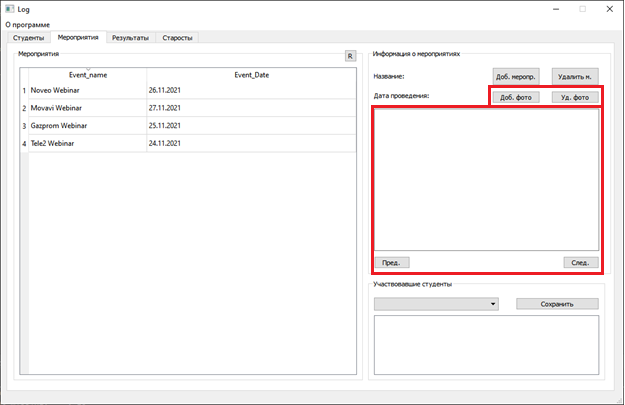 Log
О программе
Студенты Мероприятия Результаты Старосты
Мероприятия
R
Event_name Event_Date
1 Noveo Webinar 26.11.2021
2 Movavi Webinar 27.11.2021
3 Gazprom Webinar 25.11.2021
4 Tele2 Webinar 24.11.2021
Информация о мероприятиях
Название: Доб. меропр. Удалить м.
Дата проведения: Доб. фото Уд. фото
Пред. След.
Участвовавшие студенты
Сохранить